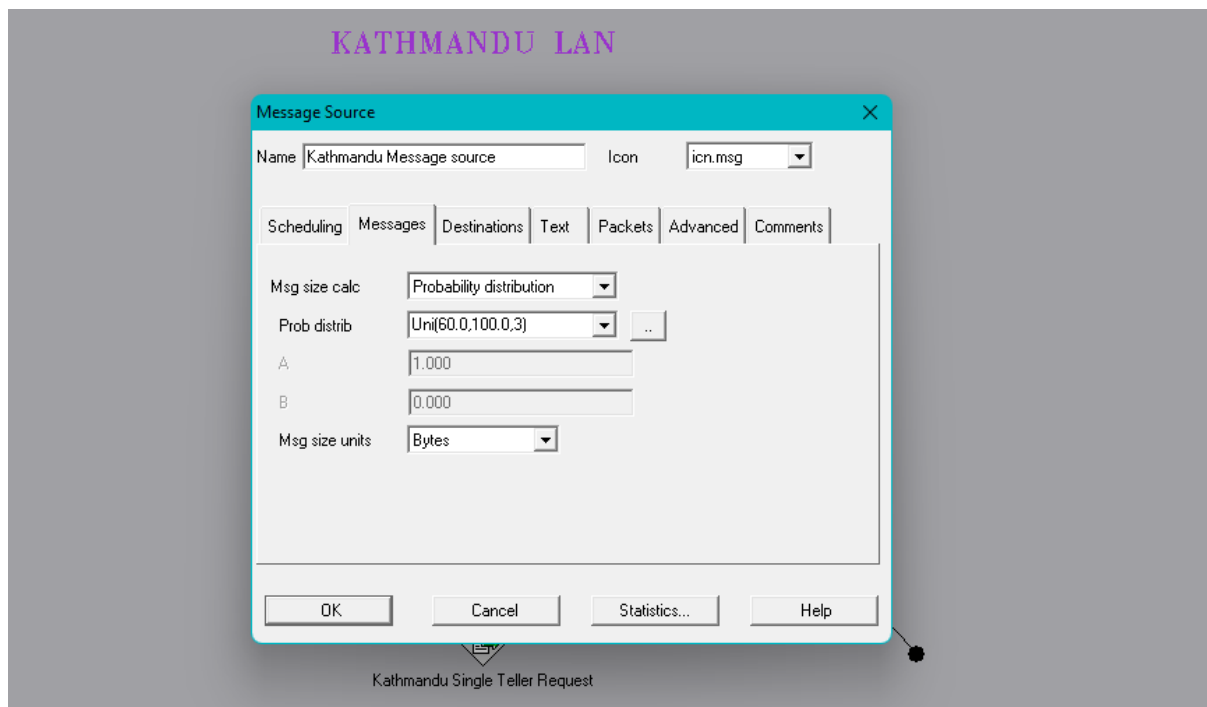 KATHMANDU LAN
Message Source
Name Kathmandu Message source Icon icn.msg
Scheduling Messages Destinations Text Packets Advanced Comments
Msg size calc Probability distribution
Prob distrib Uni(60.0,100.0,3) ..
A 1.000
B 0.000
Msg size units Bytes
OK Cancel Statistics... Help
Kathmandu Single Teller Request